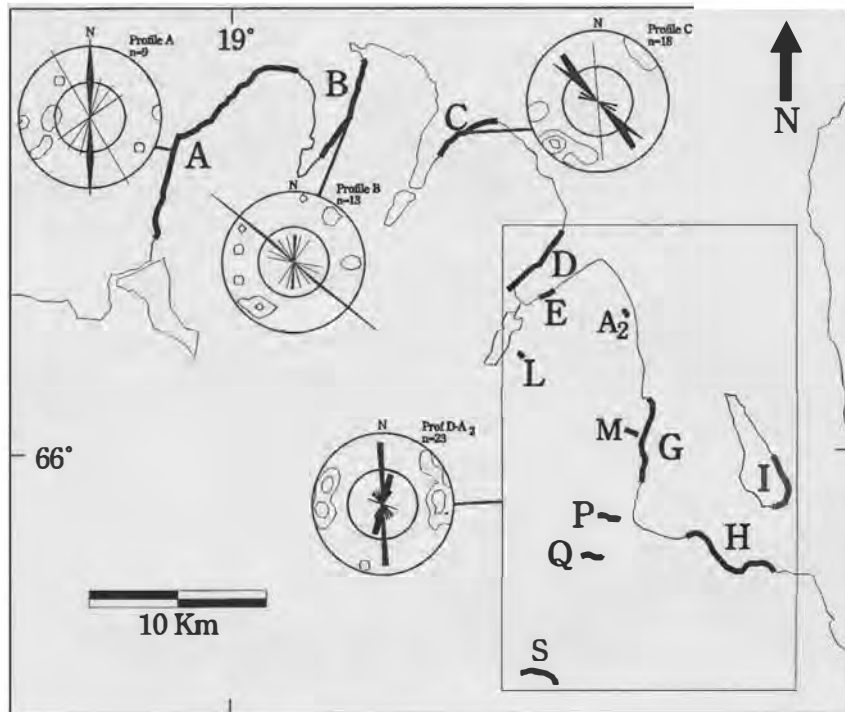 19°
Profile A
n=9
N
A
B
N
Profile B
n=13
C
N
Profile C
n=18
N
D
E
A2
L
M
G
I
66°
N
Prof D-A2
n=23
P
Q
H
S
10 Km